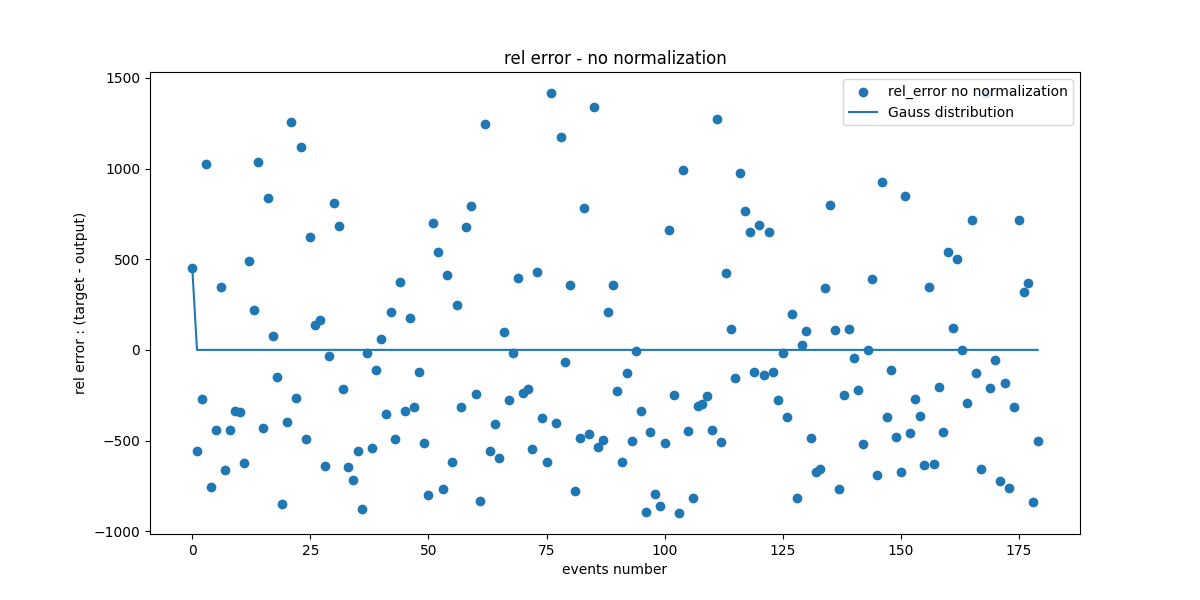 rel error - no normalization
rel error : (target - output)
1500
1000
500
0
−500
−1000
rel_error no normalization
Gauss distribution
0
25
50
75
100
125
150
175
events number